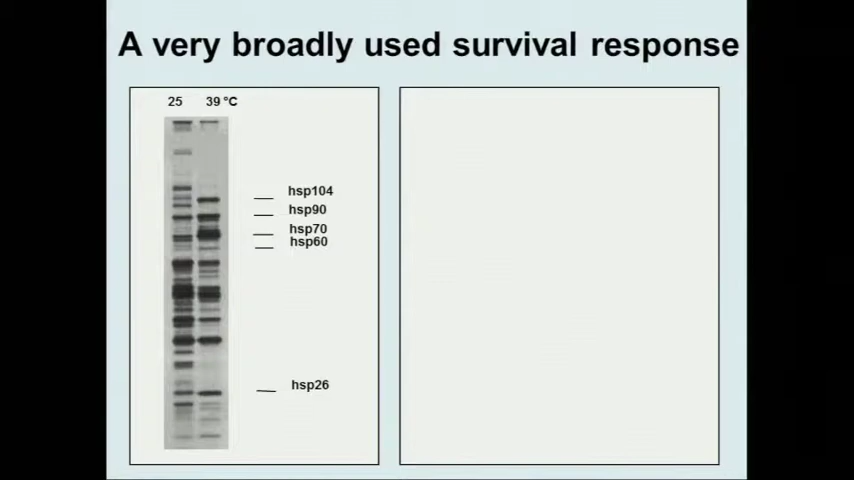 A very broadly used survival response
25 39 °C
hsp104
hsp90
hsp70
hsp60
hsp26